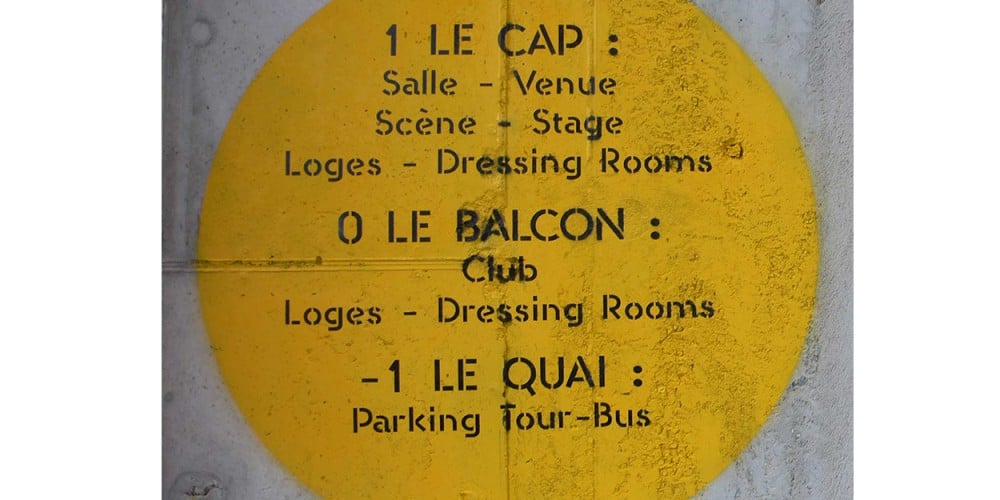 1 LE CAP :
Salle - Venue
Scène - Stage
Loges - Dressing Rooms
0 LE BALCON :
Club
Loges - Dressing Rooms
-1 LE QUAI :
Parking Tour-Bus